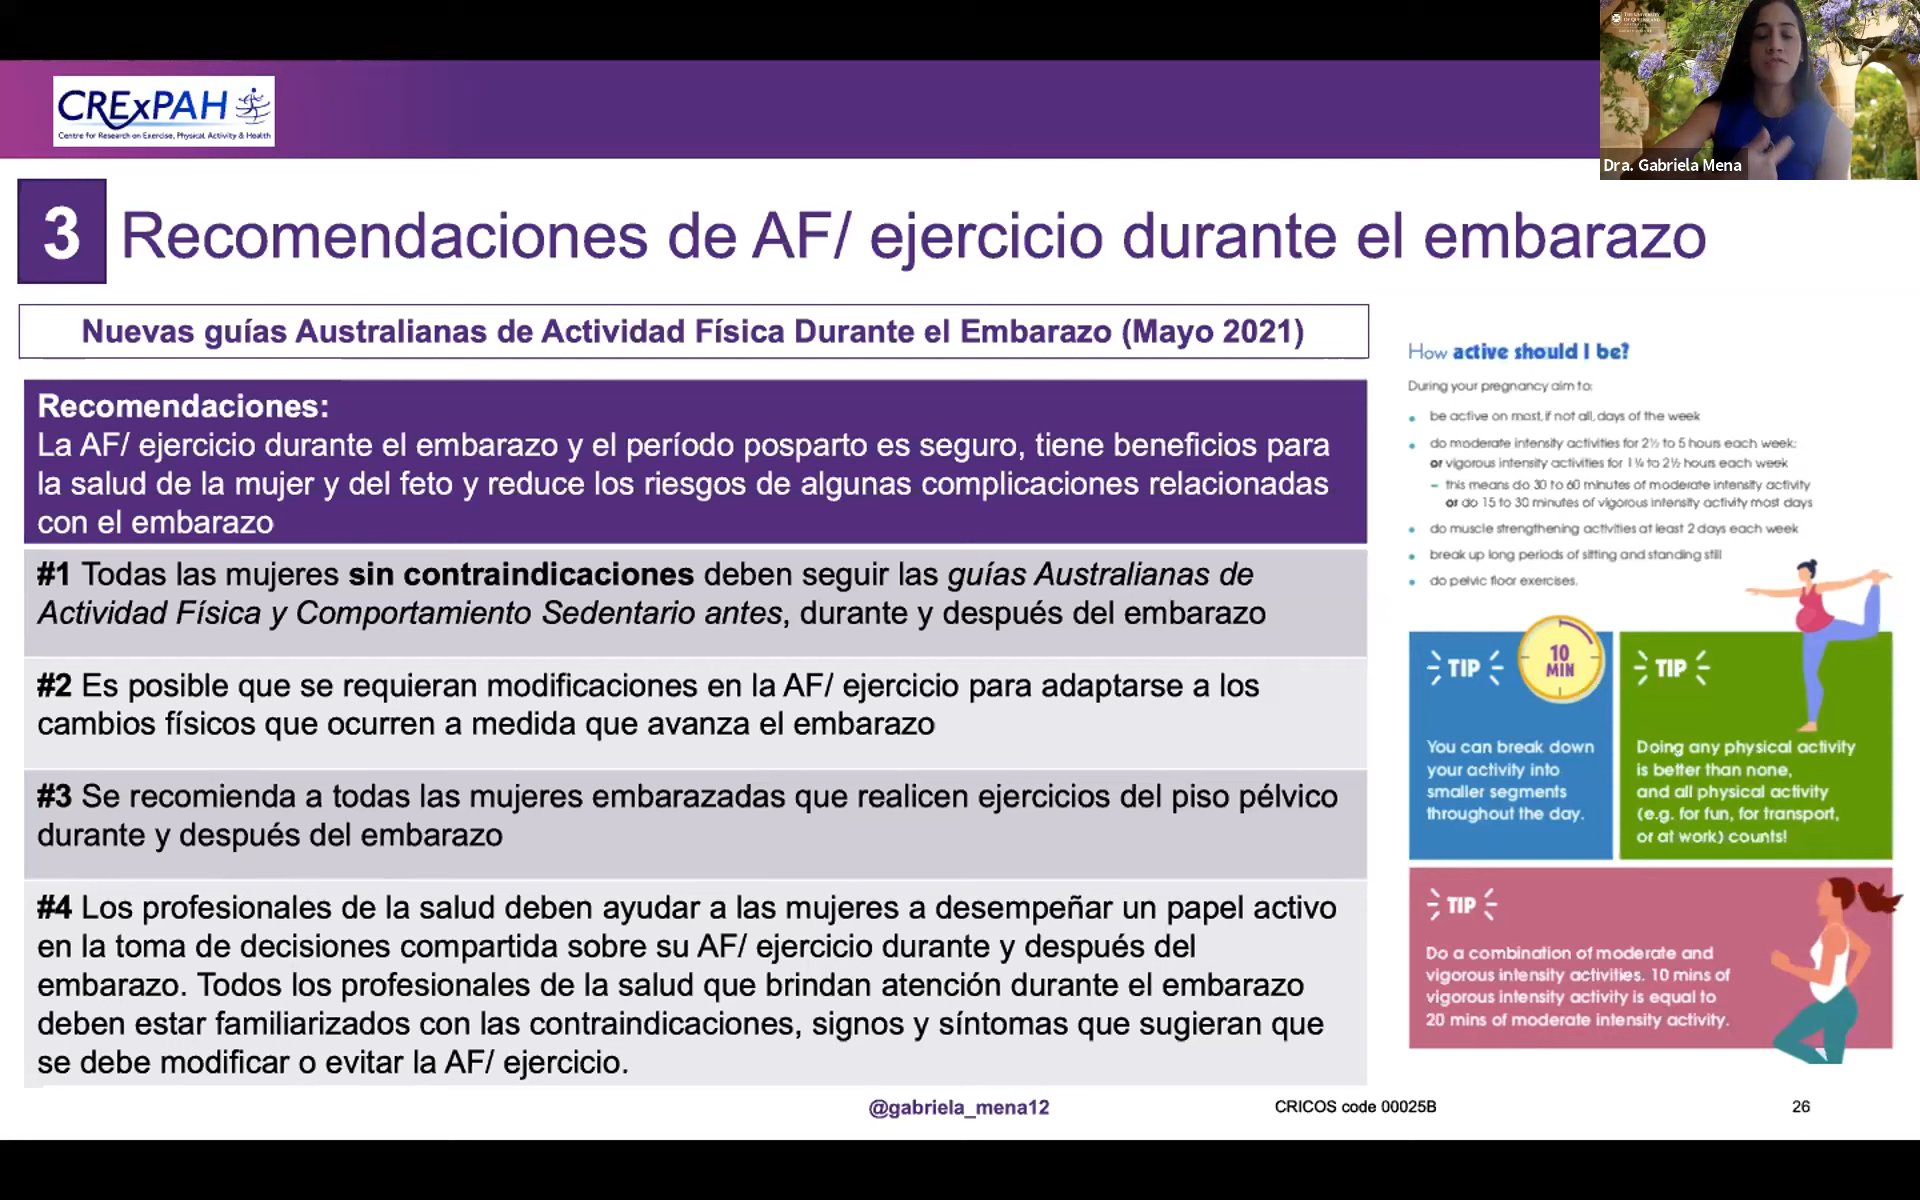 CRExPAH
Centre for Research on Exercise, Physical Activity & Health
Dra. Gabriela Mena
3 Recomendaciones de AF/ ejercicio durante el embarazo
Nuevas guías Australianas de Actividad Física Durante el Embarazo (Mayo 2021)
Recomendaciones:
La AF/ ejercicio durante el embarazo y el período posparto es seguro, tiene beneficios para
la salud de la mujer y del feto y reduce los riesgos de algunas complicaciones relacionadas
con el embarazo
#1 Todas las mujeres sin contraindicaciones deben seguir las guías Australianas de
Actividad Física y Comportamiento Sedentario antes, durante y después del embarazo
#2 Es posible que se requieran modificaciones en la AF/ ejercicio para adaptarse a los
cambios físicos que ocurren a medida que avanza el embarazo
#3 Se recomienda a todas las mujeres embarazadas que realicen ejercicios del piso pélvico
durante y después del embarazo
#4 Los profesionales de la salud deben ayudar a las mujeres a desempeñar un papel activo
en la toma de decisiones compartida sobre su AF/ ejercicio durante y después del
embarazo. Todos los profesionales de la salud que brindan atención durante el embarazo
deben estar familiarizados con las contraindicaciones, signos y síntomas que sugieran que
se debe modificar o evitar la AF/ ejercicio.
How active should I be?
During your pregnancy aim to:
• be active on most, if not all, days of the week
• do moderate intensity activities for 2½ to 5 hours each week;
or vigorous intensity activities for 1¼ to 2½ hours each week
– this means do 30 to 60 minutes of moderate intensity activity
or do 15 to 30 minutes of vigorous intensity activity most days
• do muscle strengthening activities at least 2 days each week
• break up long periods of sitting and standing still
• do pelvic floor exercises.
TIP
10
MIN
You can break down
your activity into
smaller segments
throughout the day.
TIP
Doing any physical activity
is better than none,
and all physical activity
(e.g. for fun, for transport,
or at work) counts!
TIP
Do a combination of moderate and
vigorous intensity activities. 10 mins of
vigorous intensity activity is equal to
20 mins of moderate intensity activity.
@gabriela_mena12
CRICOS code 00025B
26